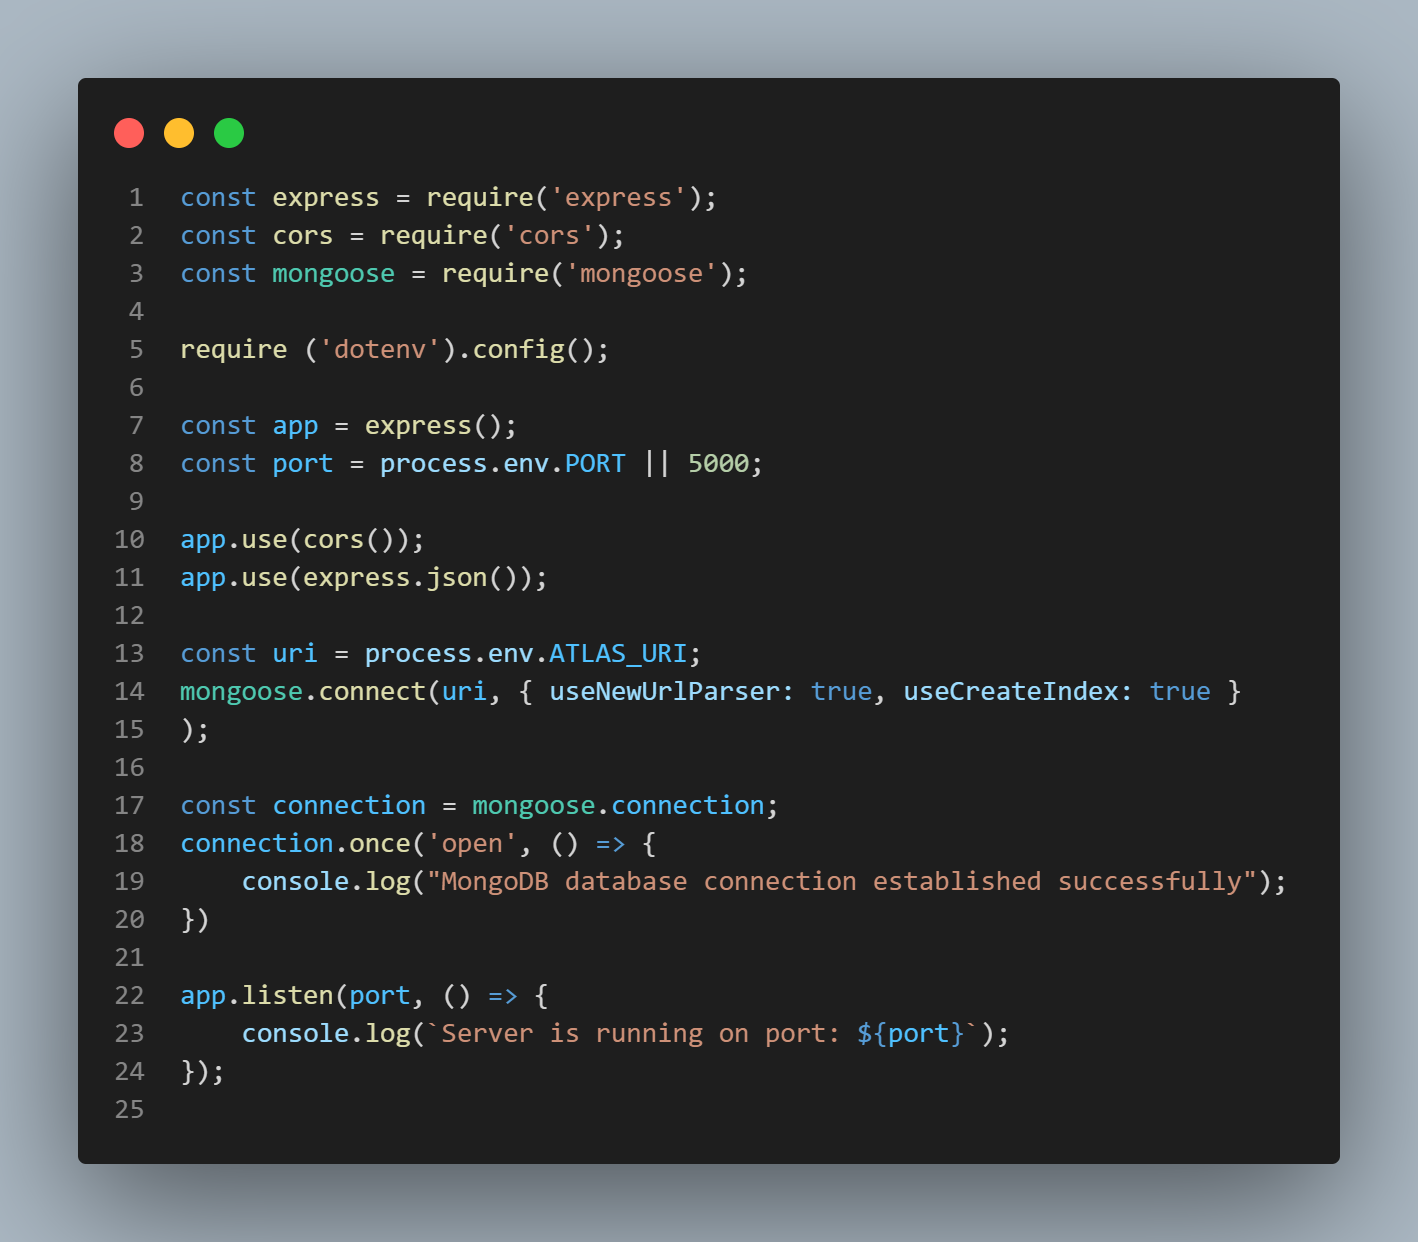 1 const express = require('express');
2 const cors = require('cors');
3 const mongoose = require('mongoose');
4
5 require ('dotenv').config();
6
7 const app = express();
8 const port = process.env.PORT || 5000;
9
10 app.use(cors());
11 app.use(express.json());
12
13 const uri = process.env.ATLAS_URI;
14 mongoose.connect(uri, { useNewUrlParser: true, useCreateIndex: true }
15 );
16
17 const connection = mongoose.connection;
18 connection.once('open', () => {
19     console.log("MongoDB database connection established successfully");
20 })
21
22 app.listen(port, () => {
23     console.log(`Server is running on port: ${port}`);
24 });
25